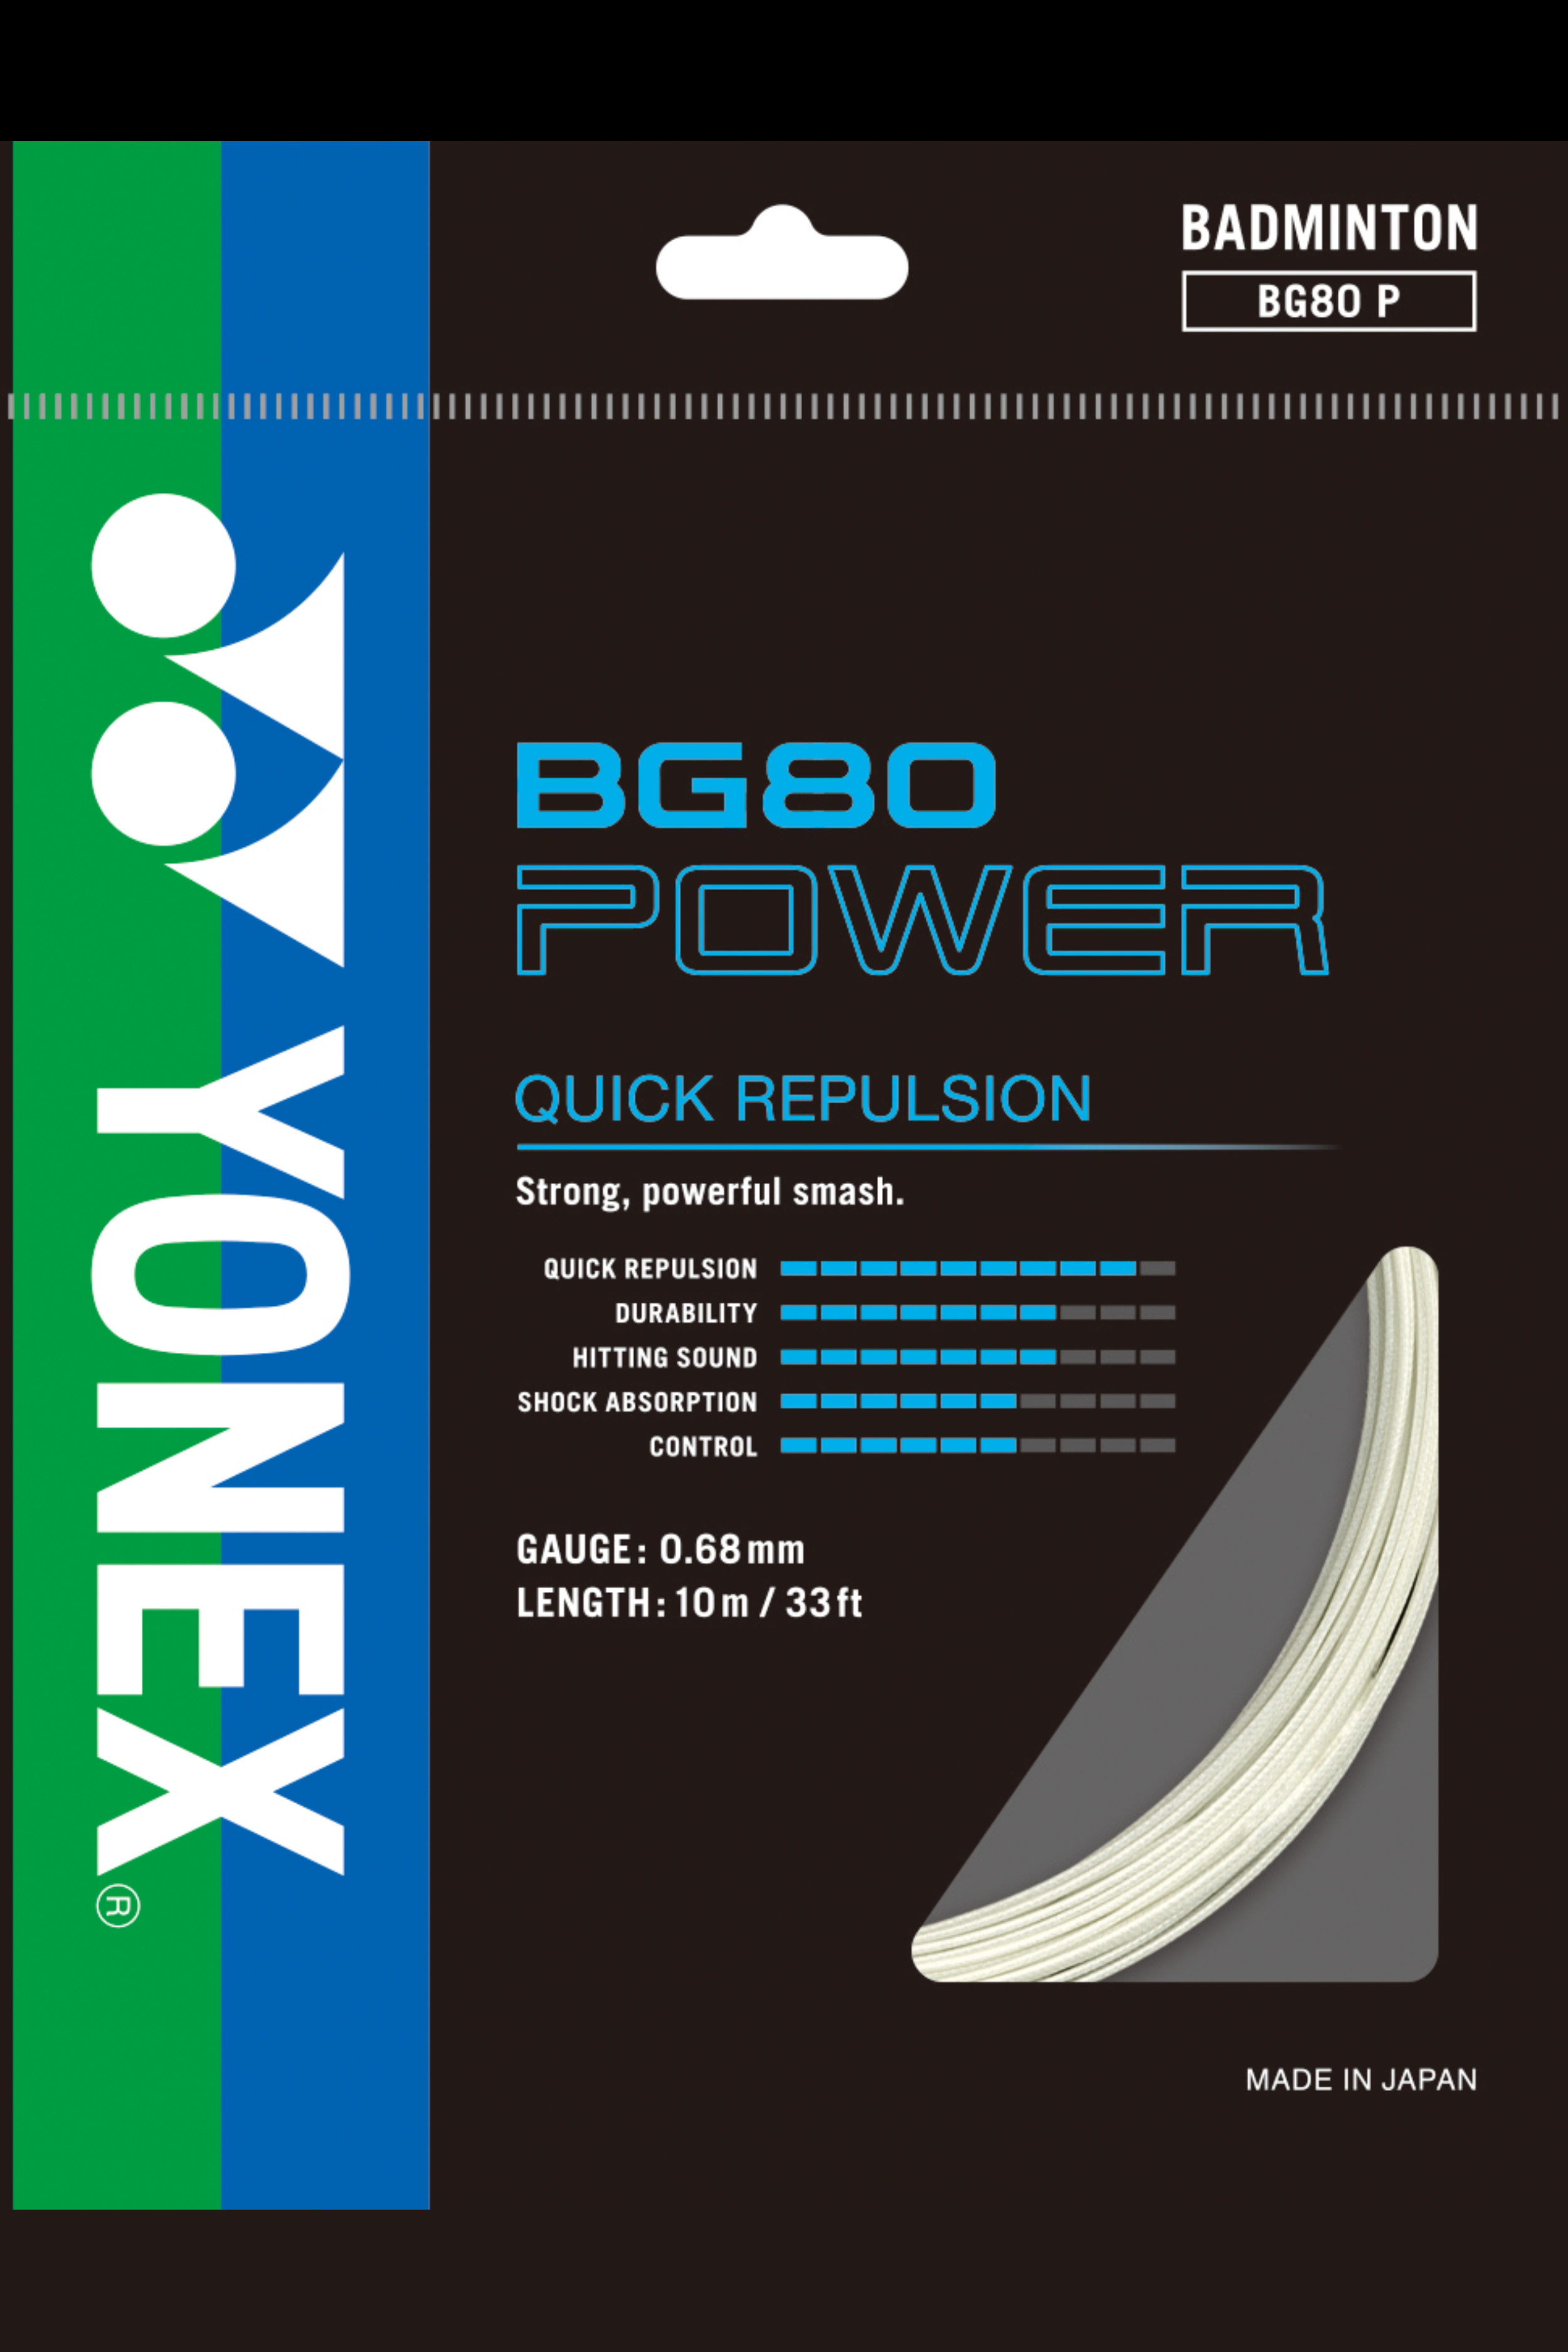 BADMINTON
BG80 P
YONEX®
BG80
POWER
QUICK REPULSION
Strong, powerful smash.
QUICK REPULSION
DURABILITY
HITTING SOUND
SHOCK ABSORPTION
CONTROL
GAUGE: 0.68mm
LENGTH: 10m / 33ft
MADE IN JAPAN